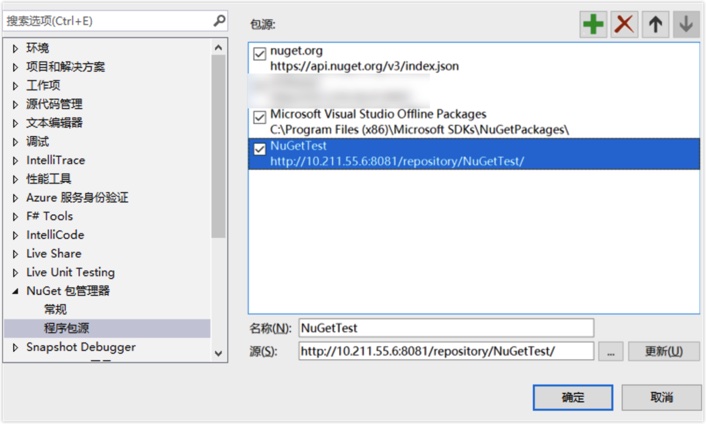 搜索选项(Ctrl+E)
环境
项目和解决方案
工作项
源代码管理
文本编辑器
调试
IntelliTrace
性能工具
Azure 服务身份验证
F# Tools
IntelliCode
Live Share
Live Unit Testing
NuGet 包管理器
常规
程序包源
Snapshot Debugger
包源:
nuget.org
https://api.nuget.org/v3/index.json
Microsoft Visual Studio Offline Packages
C:\Program Files (x86)\Microsoft SDKs\NuGetPackages\
NuGetTest
http://10.211.55.6:8081/repository/NuGetTest/
名称(N): NuGetTest
源(S): http://10.211.55.6:8081/repository/NuGetTest/ ... 更新(U)
确定 取消